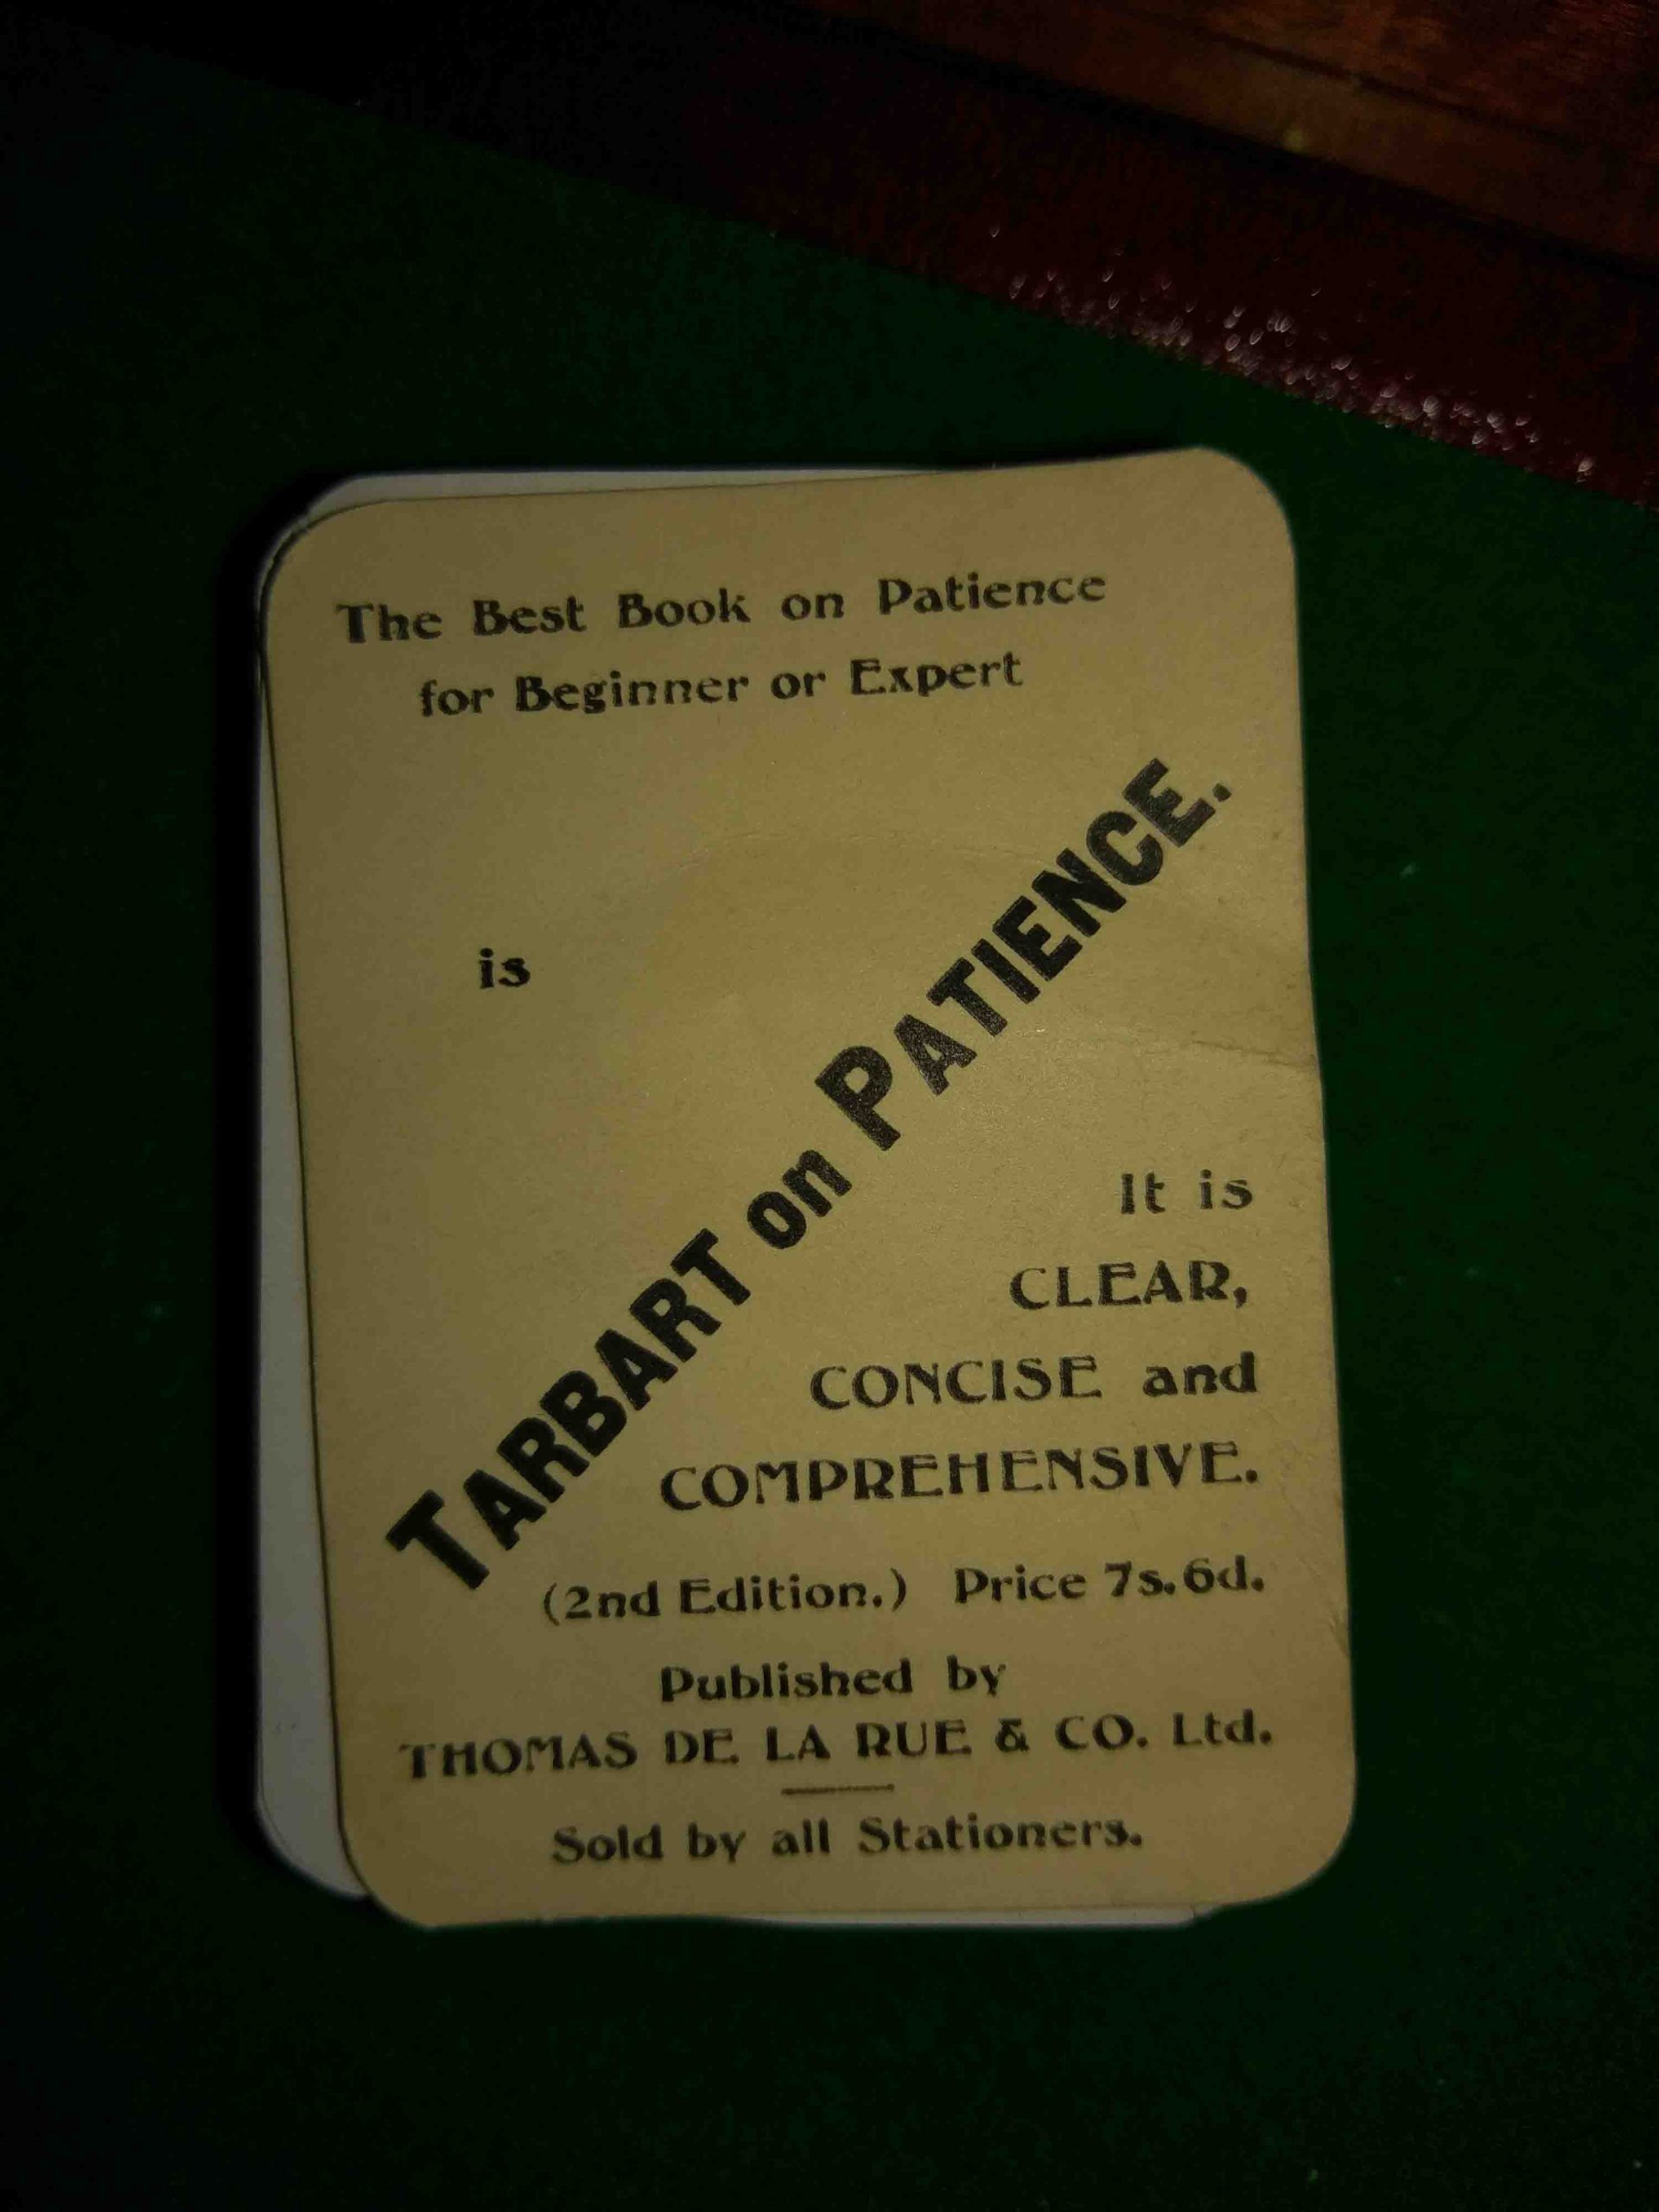 The Best Book on Patience
for Beginner or Expert
is
TARBART on PATIENCE.
It is
CLEAR,
CONCISE and
COMPREHENSIVE.
(2nd Edition.) Price 7s. 6d.
Published by
THOMAS DE LA RUE & CO. Ltd.
Sold by all Stationers.